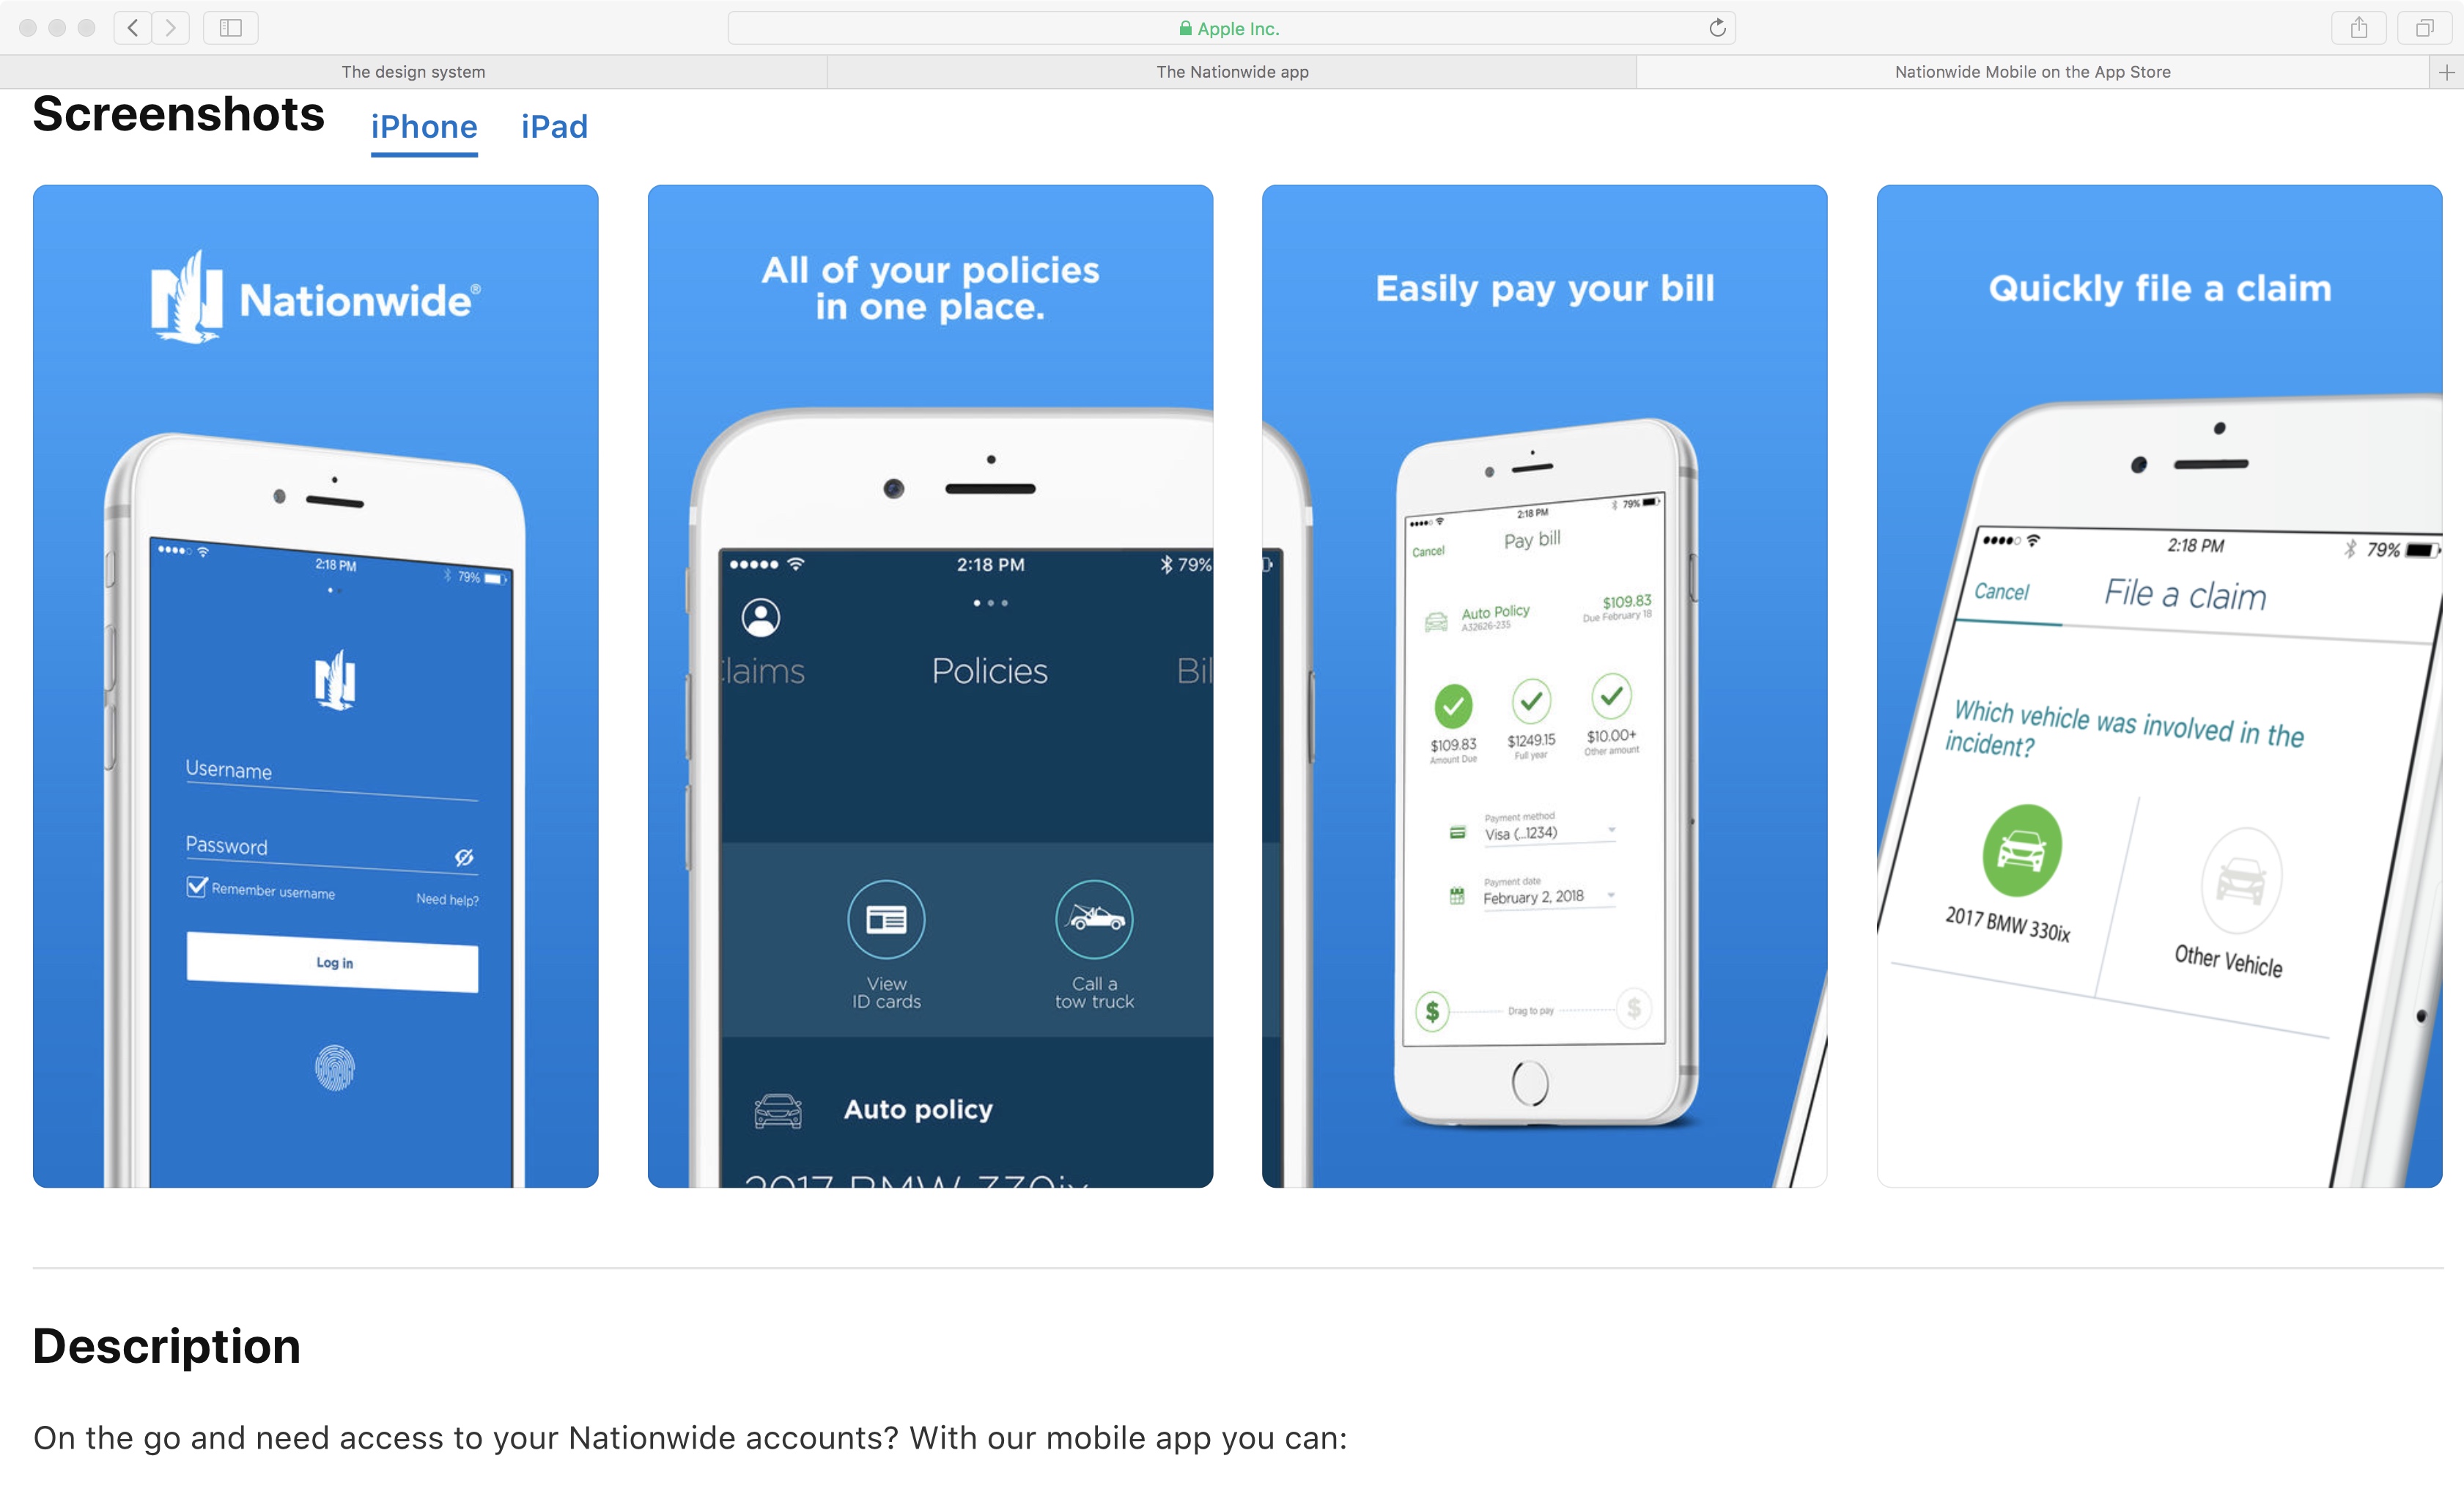 Apple Inc.
The design system
The Nationwide app
Nationwide Mobile on the App Store
Screenshots
iPhone
iPad
Nationwide®
2:18 PM
79%
Username
Password
Remember username
Need help?
Log in
All of your policies
in one place.
2:18 PM
79%
laims
Policies
Bil
View
ID cards
Call a
tow truck
Auto policy
2017 BMW 330ix
Easily pay your bill
2:18 PM
79%
Cancel
Pay bill
Auto Policy
A32626-235
$109.83
Due February 18
$109.83
Amount Due
$1249.15
Full year
$10.00+
Other amount
Payment method
Visa (...1234)
Payment date
February 2, 2018
$
Drag to pay
$
Quickly file a claim
2:18 PM
79%
Cancel
File a claim
Which vehicle was involved in the
incident?
2017 BMW 330ix
Other Vehicle
Description
On the go and need access to your Nationwide accounts? With our mobile app you can: